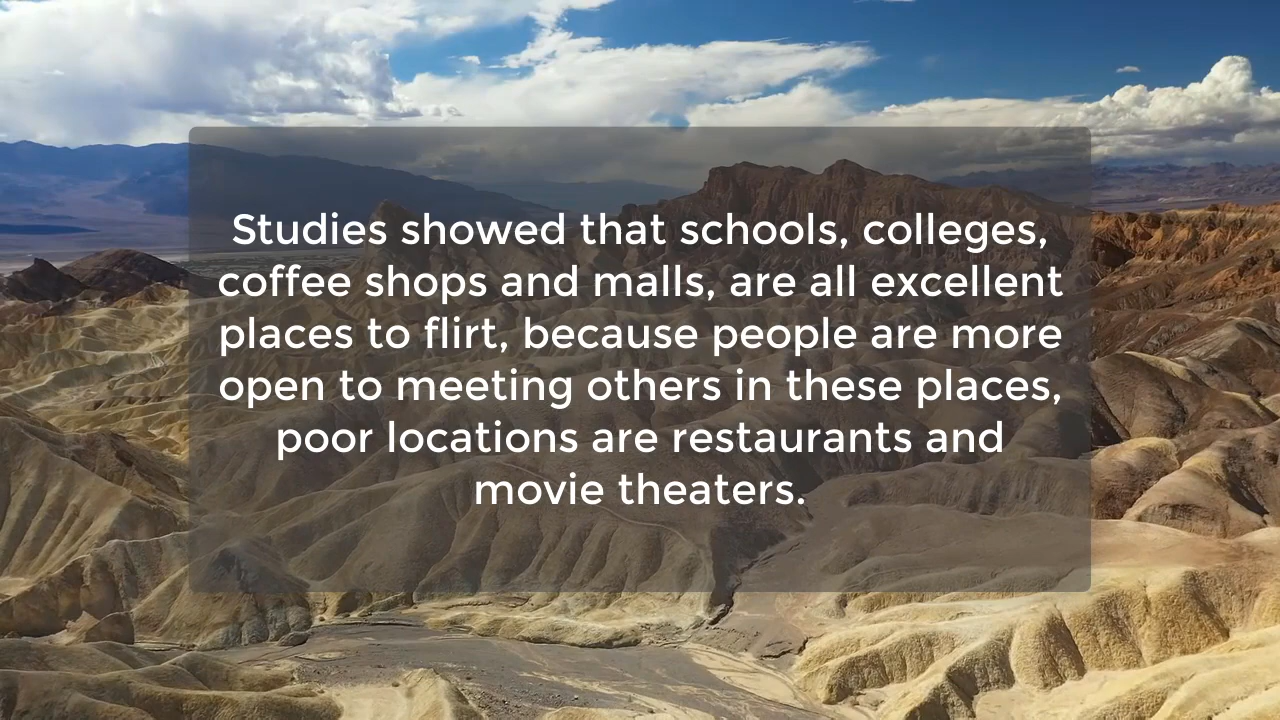 Studies showed that schools, colleges,
coffee shops and malls, are all excellent
places to flirt, because people are more
open to meeting others in these places,
poor locations are restaurants and
movie theaters.